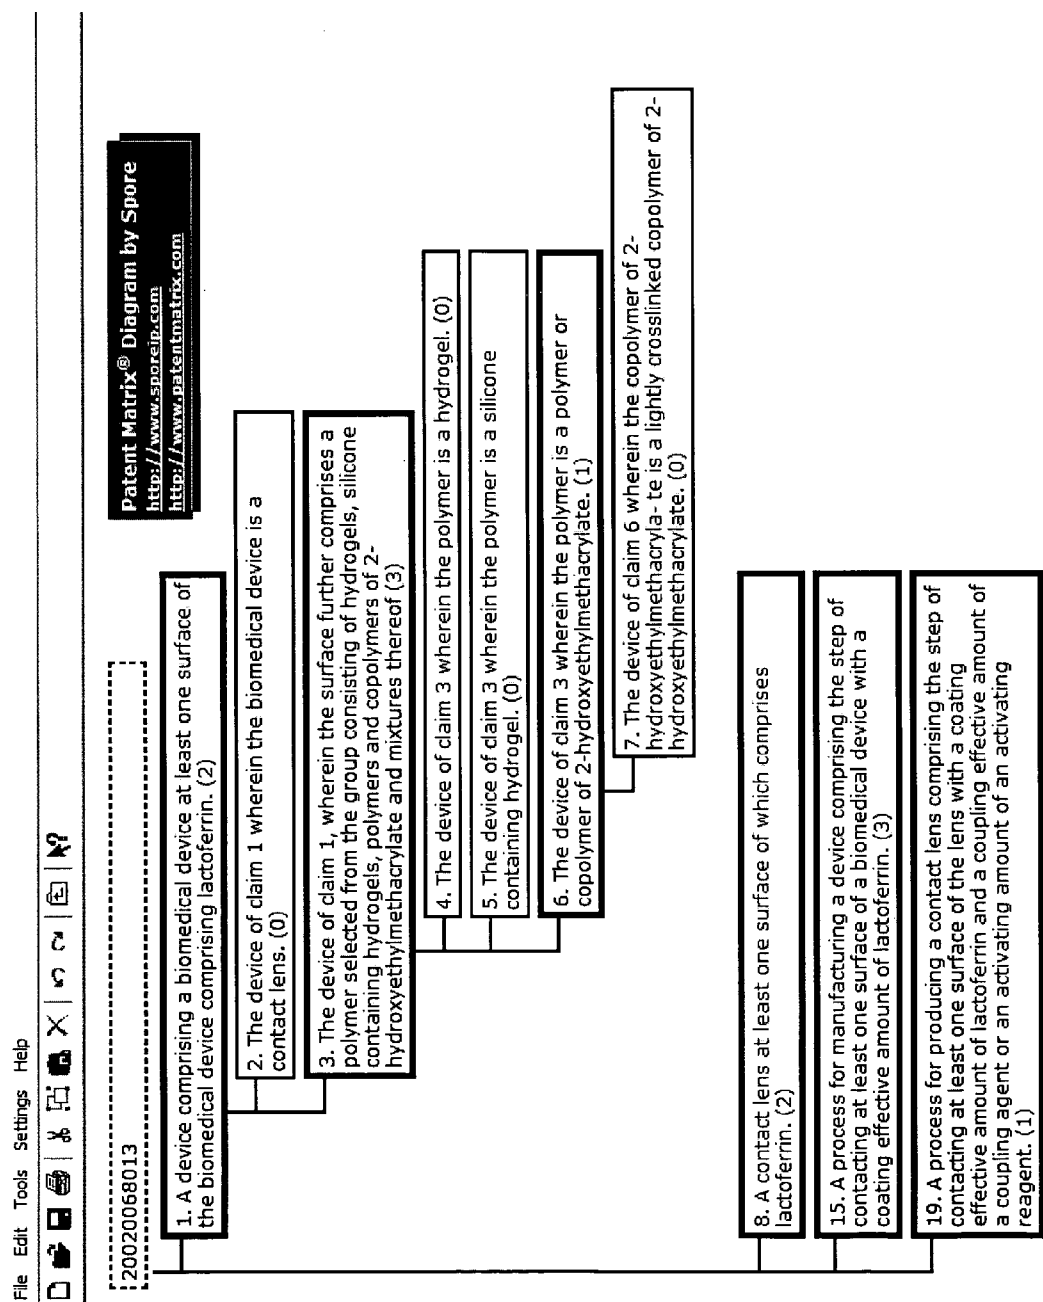 File Edit Tools Settings Help
Patent Matrix® Diagram by Spore
http://www.sporeip.com
http://www.patentmatrix.com
20020068013
1. A device comprising a biomedical device at least one surface of
the biomedical device comprising lactoferrin. (2)
2. The device of claim 1 wherein the biomedical device is a
contact lens. (0)
3. The device of claim 1, wherein the surface further comprises a
polymer selected from the group consisting of hydrogels, silicone
containing hydrogels, polymers and copolymers of 2-
hydroxyethylmethacrylate and mixtures thereof (3)
4. The device of claim 3 wherein the polymer is a hydrogel. (0)
5. The device of claim 3 wherein the polymer is a silicone
containing hydrogel. (0)
6. The device of claim 3 wherein the polymer is a polymer or
copolymer of 2-hydroxyethylmethacrylate. (1)
7. The device of claim 6 wherein the copolymer of 2-
hydroxyethylmethacryla- te is a lightly crosslinked copolymer of 2-
hydroxyethylmethacrylate. (0)
8. A contact lens at least one surface of which comprises
lactoferrin. (2)
15. A process for manufacturing a device comprising the step of
contacting at least one surface of a biomedical device with a
coating effective amount of lactoferrin. (3)
19. A process for producing a contact lens comprising the step of
contacting at least one surface of the lens with a coating
effective amount of lactoferrin and a coupling effective amount of
a coupling agent or an activating amount of an activating
reagent. (1)